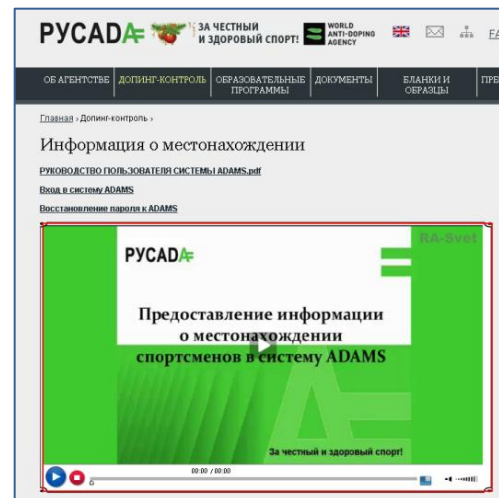 РУСАДА
ЗА ЧЕСТНЫЙ
И ЗДОРОВЫЙ СПОРТ!
WORLD
ANTI-DOPING
AGENCY
ОБ АГЕНТСТВЕ
ДОПИНГ-КОНТРОЛЬ
ОБРАЗОВАТЕЛЬНЫЕ
ПРОГРАММЫ
ДОКУМЕНТЫ
БЛАНКИ И
ОБРАЗЦЫ
ПРЕ
Главная › Допинг-контроль ›
Информация о местонахождении
РУКОВОДСТВО ПОЛЬЗОВАТЕЛЯ СИСТЕМЫ ADAMS.pdf
Вход в систему ADAMS
Восстановление пароля к ADAMS
RA-Svet
РУСАДА
Предоставление информации
о местонахождении
спортсменов в систему ADAMS
За честный и здоровый спорт!
00:00 / 00:00